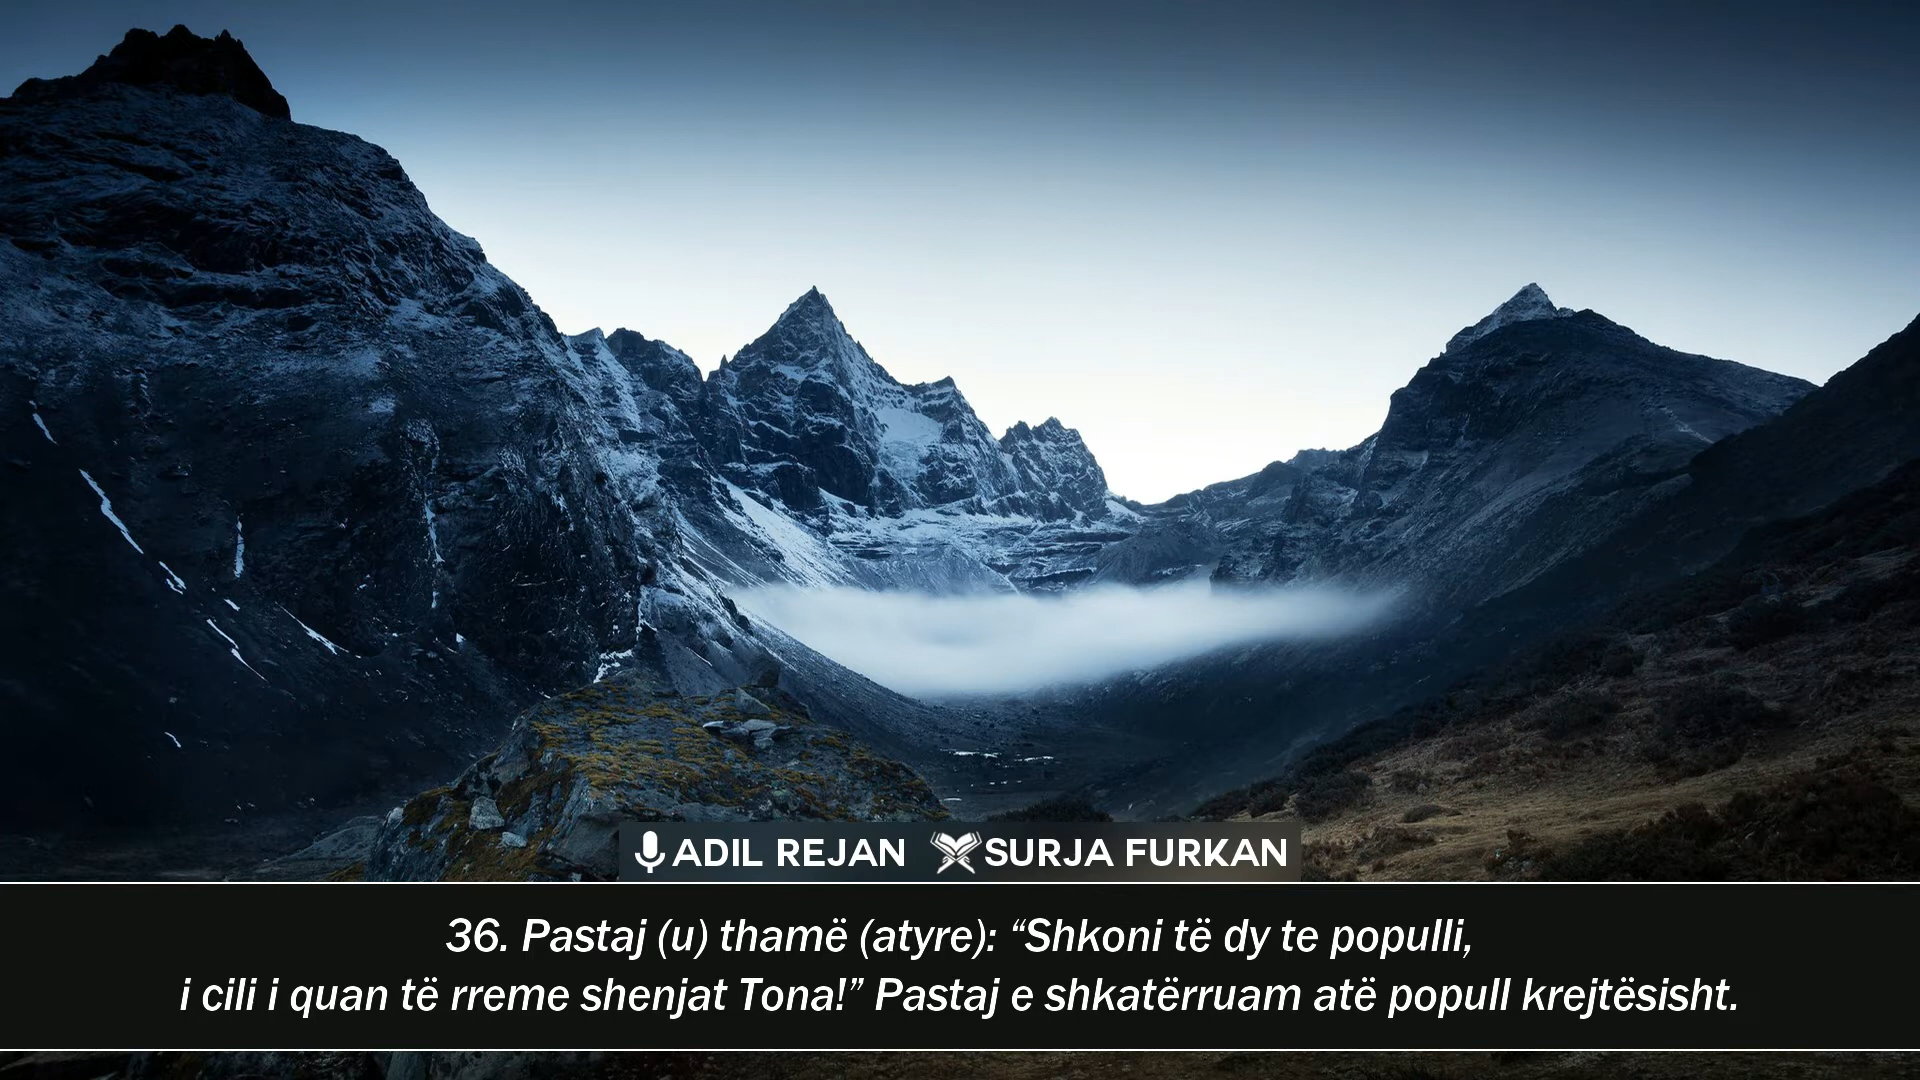 ADIL REJAN SURJA FURKAN
36. Pastaj (u) thamë (atyre): “Shkoni të dy te populli,
i cili i quan të rreme shenjat Tona!” Pastaj e shkatërruam atë popull krejtësisht.